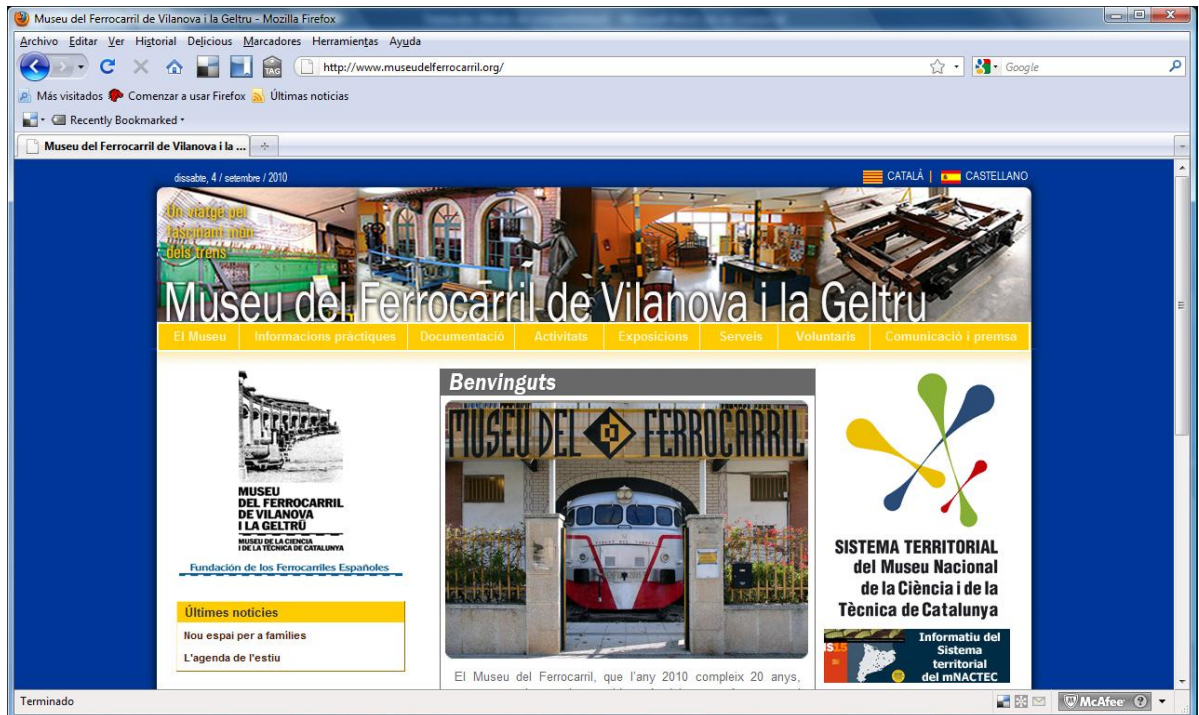 Museu del Ferrocarril de Vilanova i la Geltru - Mozilla Firefox
Archivo Editar Ver Historial Delicious Marcadores Herramientas Ayuda
TAG
http://www.museudelferrocarril.org/
Google
Más visitados Comenzar a usar Firefox Últimas noticias
Recently Bookmarked
Museu del Ferrocarril de Vilanova i la ...
dissabte, 4 / setembre / 2010
CATALÀ | CASTELLANO
Un viatge pel
fascinant món
dels trens
Museu del Ferrocarril de Vilanova i la Geltru
El Museu Informacions pràctiques Documentació Activitats Exposicions Serveis Voluntaris Comunicació i premsa
MUSEU
DEL FERROCARRIL
DE VILANOVA
I LA GELTRÚ
MUSEU DE LA CIENCIA
I DE LA TÈCNICA DE CATALUNYA
Fundación de los Ferrocarriles Españoles
Últimes noticies
Nou espai per a famílies
L'agenda de l'estiu
Benvinguts
MUSEU DEL FERROCARRIL
El Museu del Ferrocarril, que l'any 2010 compleix 20 anys,
SISTEMA TERRITORIAL
del Museu Nacional
de la Ciència i de la
Tècnica de Catalunya
Informatiu del
Sistema
territorial
del mNACTEC
Terminado
McAfee